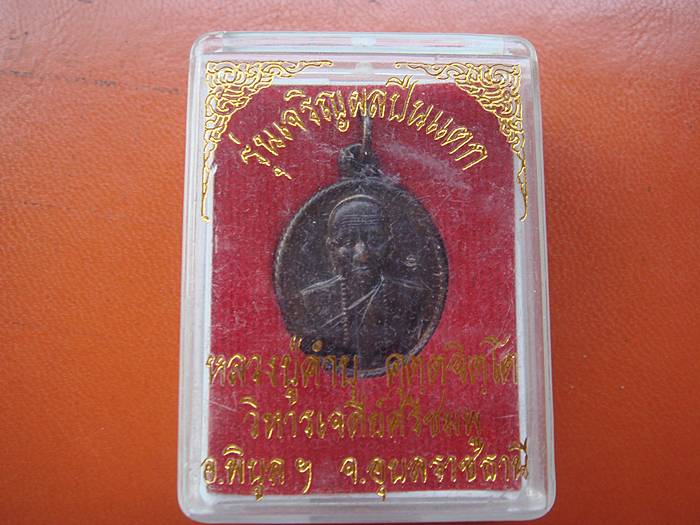 รุ่นเจริญผลปืนแตก
หลวงปู่คำบุ คุตฺตจิตฺโต
วิหารเจดีย์ศรีชมพู
อ.พิบูลฯ จ.อุบลราชธานี